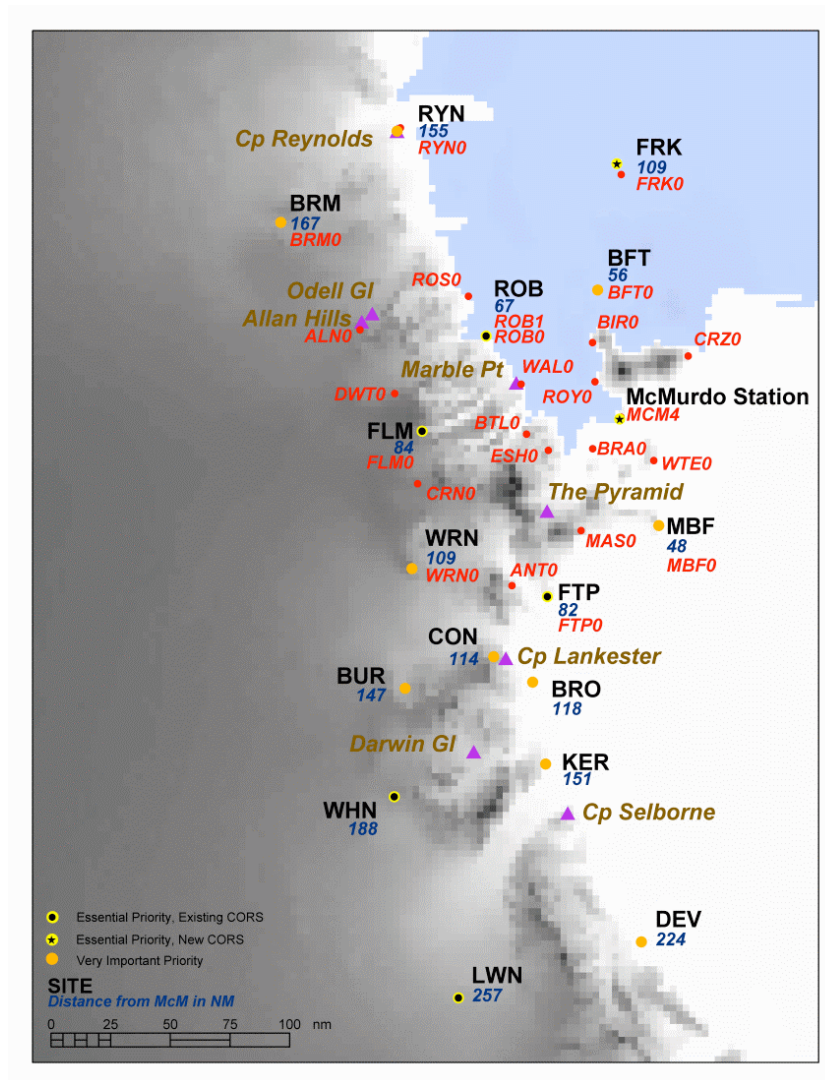 RYN
155
RYN0
Cp Reynolds
FRK
109
FRK0
BRM
167
BRM0
BFT
56
BFT0
ROS0
ROB
67
ROB1
ROB0
Odell Gl
Allan Hills
ALN0
BIR0
CRZ0
Marble Pt
WAL0
ROY0
DWT0
McMurdo Station
MCM4
FLM
84
FLM0
BTL0
ESH0
BRA0
WTE0
CRN0
The Pyramid
WRN
109
WRN0
MAS0
MBF
48
MBF0
ANT0
FTP
82
FTP0
CON
114
Cp Lankester
BUR
147
BRO
118
Darwin Gl
KER
151
WHN
188
Cp Selborne
DEV
224
LWN
257
Essential Priority, Existing CORS
Essential Priority, New CORS
Very Important Priority
SITE
Distance from McM in NM
0 25 50 75 100 nm